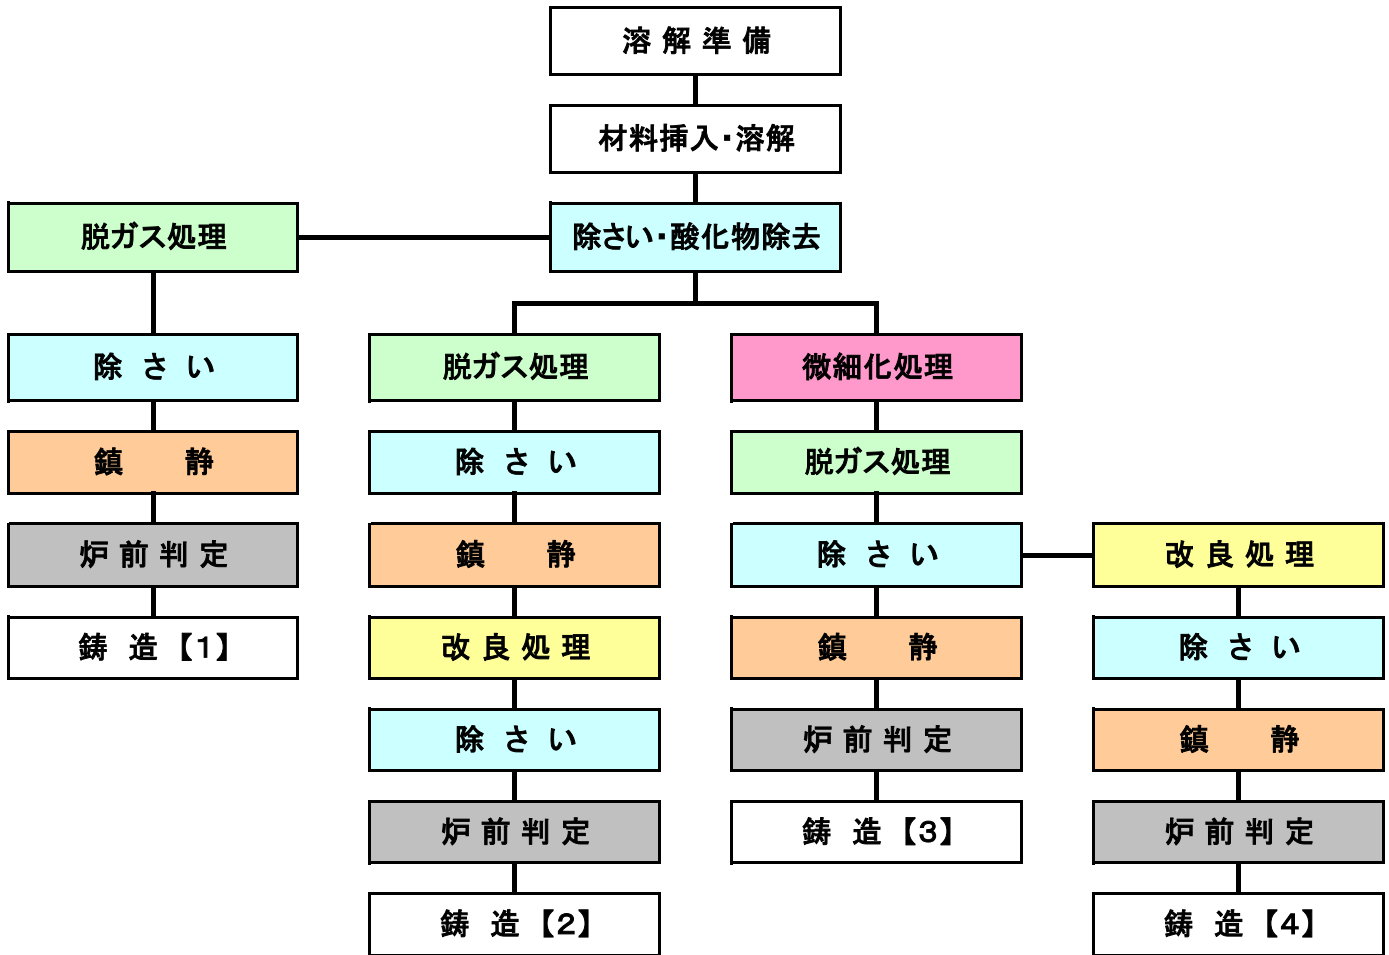 溶解準備
材料挿入・溶解
脱ガス処理
除さい・酸化物除去
除さい
鎮静
炉前判定
鋳造【1】
脱ガス処理
除さい
鎮静
改良処理
除さい
炉前判定
鋳造【2】
微細化処理
脱ガス処理
除さい
鎮静
炉前判定
鋳造【3】
改良処理
除さい
鎮静
炉前判定
鋳造【4】